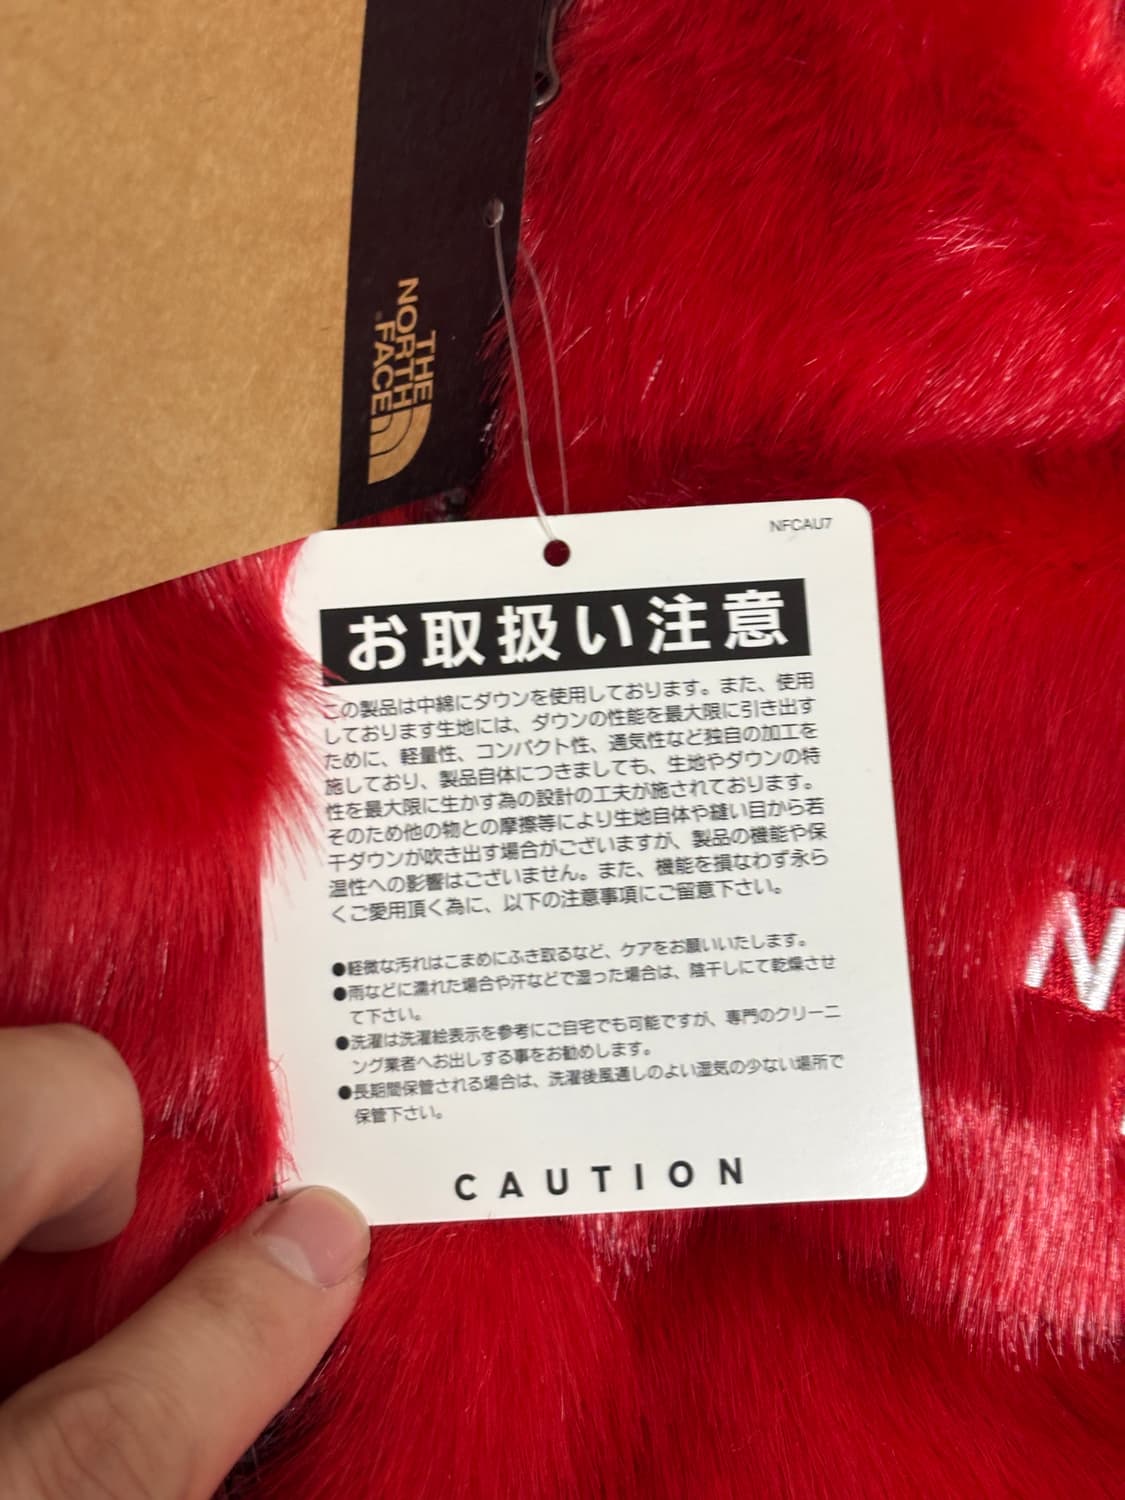 THE
NORTH
FACE
NFCAU7
お取扱い注意
この製品は中綿にダウンを使用しております。また、使用
しております生地には、ダウンの性能を最大限に引き出す
ために、軽量性、コンパクト性、通気性など独自の加工を
施しており、製品自体につきましても、生地やダウンの特
性を最大限に生かす為の設計の工夫が施されております。
そのため他の物との摩擦等により生地自体や縫い目から若
干ダウンが吹き出す場合がございますが、製品の機能や保
温性への影響はございません。また、機能を損なわず永ら
くご愛用頂く為に、以下の注意事項にご留意下さい。
●軽微な汚れはこまめにふき取るなど、ケアをお願いいたします。
●雨などに濡れた場合や汗などで湿った場合は、陰干しにて乾燥させ
て下さい。
●洗濯は洗濯絵表示を参考にご自宅でも可能ですが、専門のクリーニ
ング業者へお出しする事をお勧めします。
●長期間保管される場合は、洗濯後風通しのよい湿気の少ない場所で
保管下さい。
CAUTION
N